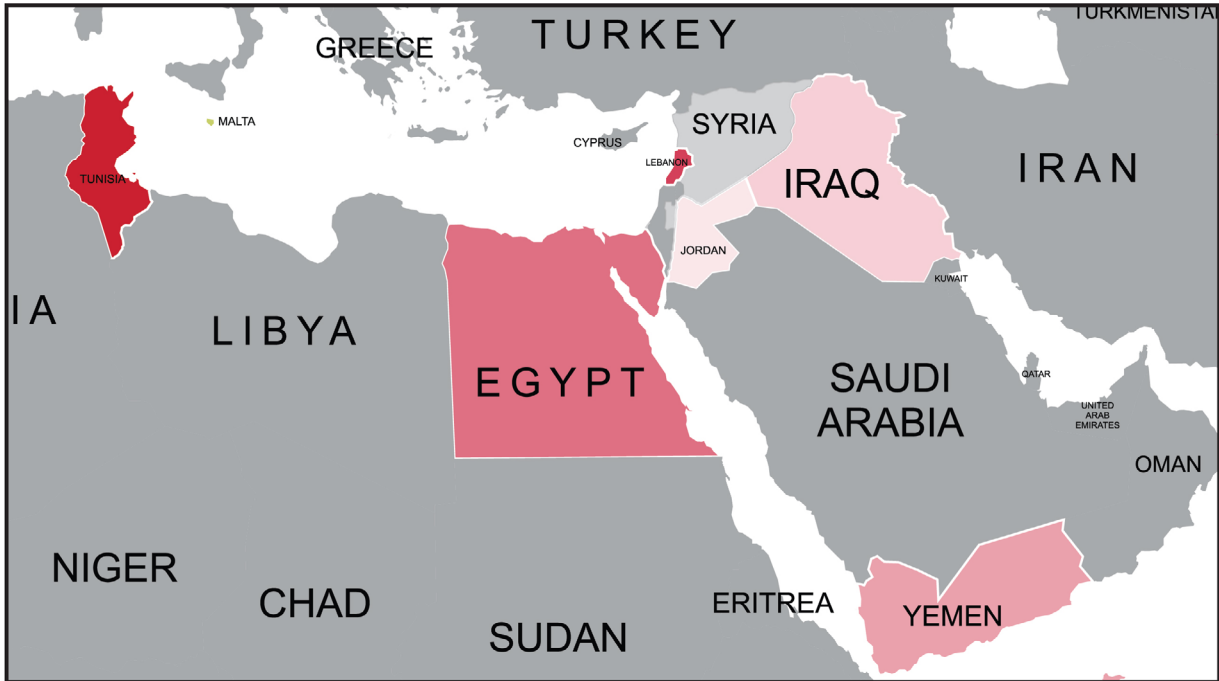 TURKMENISTA
TURKEY
GREECE
MALTA
SYRIA
CYPRUS
LEBANON
TUNISIA
IRAQ
IRAN
JORDAN
KUWAIT
IA
LIBYA
EGYPT
SAUDI
ARABIA
QATAR
UNITED
ARAB
EMIRATES
OMAN
NIGER
CHAD
SUDAN
ERITREA
YEMEN